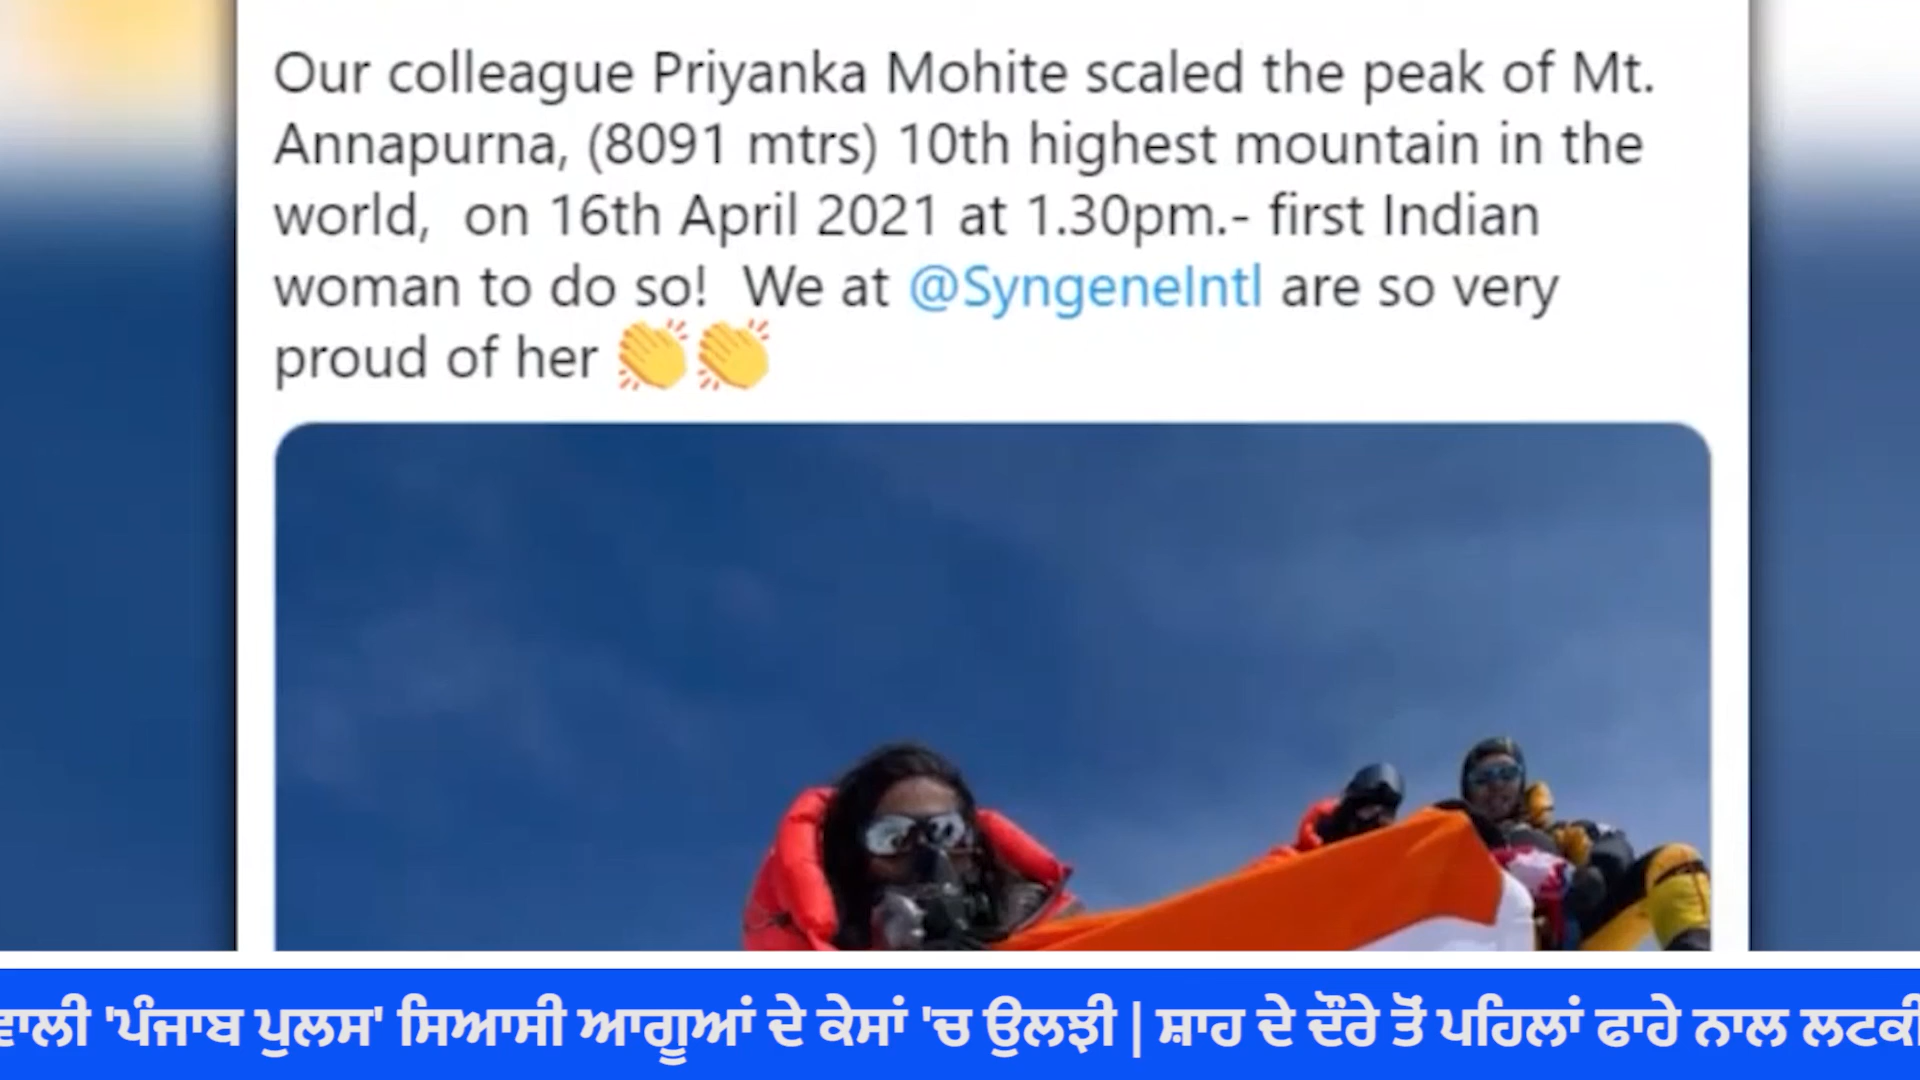 Our colleague Priyanka Mohite scaled the peak of Mt.
Annapurna, (8091 mtrs) 10th highest mountain in the
world,  on 16th April 2021 at 1.30pm.- first Indian
woman to do so!  We at @SyngeneIntl are so very
proud of her 👏👏
ਵਾਲੀ 'ਪੰਜਾਬ ਪੁਲਸ' ਸਿਆਸੀ ਆਗੂਆਂ ਦੇ ਕੇਸਾਂ 'ਚ ਉਲਝੀ | ਸ਼ਾਹ ਦੇ ਦੌਰੇ ਤੋਂ ਪਹਿਲਾਂ ਫਾਹੇ ਨਾਲ ਲਟਕੀ